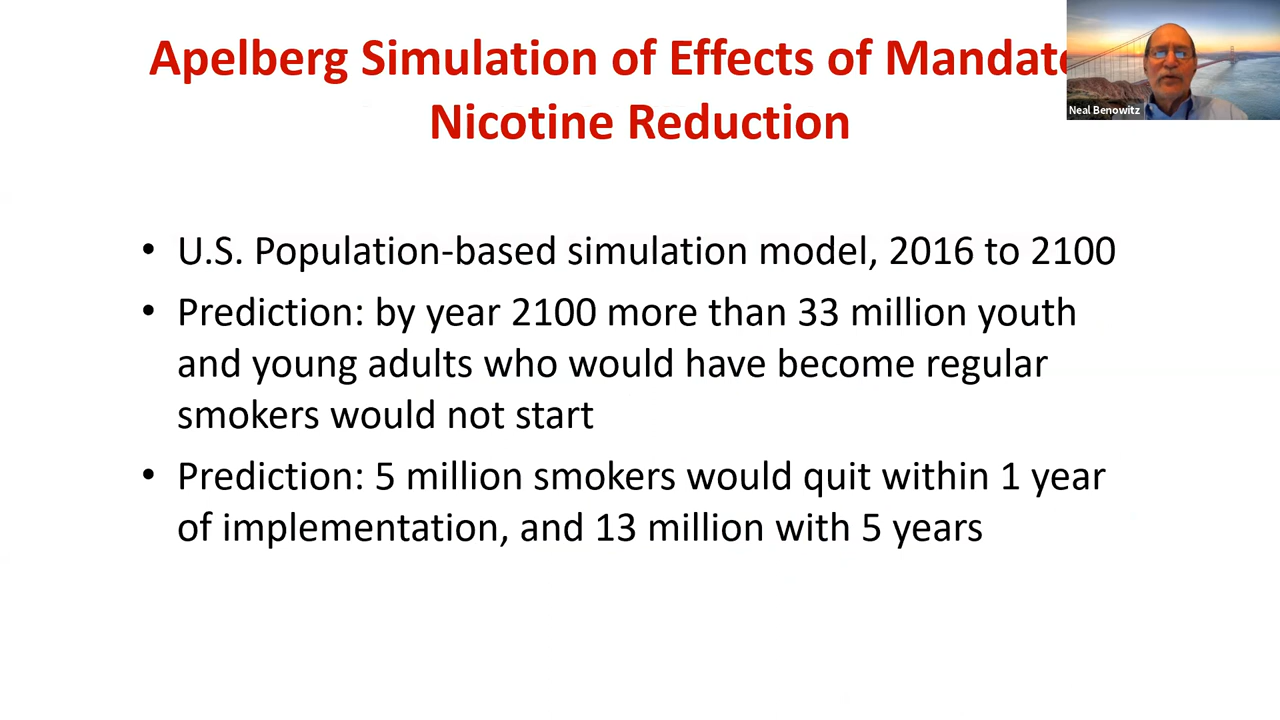 Apelberg Simulation of Effects of Mandate
Nicotine Reduction
Neal Benowitz
• U.S. Population-based simulation model, 2016 to 2100
• Prediction: by year 2100 more than 33 million youth
and young adults who would have become regular
smokers would not start
• Prediction: 5 million smokers would quit within 1 year
of implementation, and 13 million with 5 years